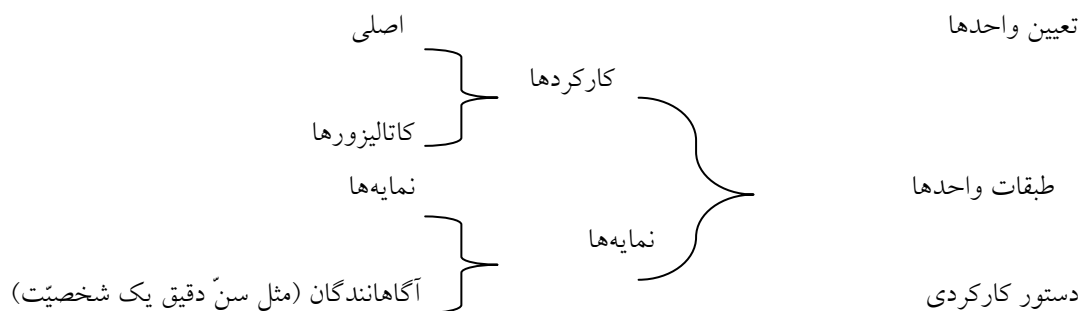 تعیین واحدها
اصلی
کارکردها
کاتالیزورها
طبقات واحدها
نمایه‌ها
نمایه‌ها
دستور کارکردی
آگاهانندگان (مثل سنّ دقیق یک شخصیّت)